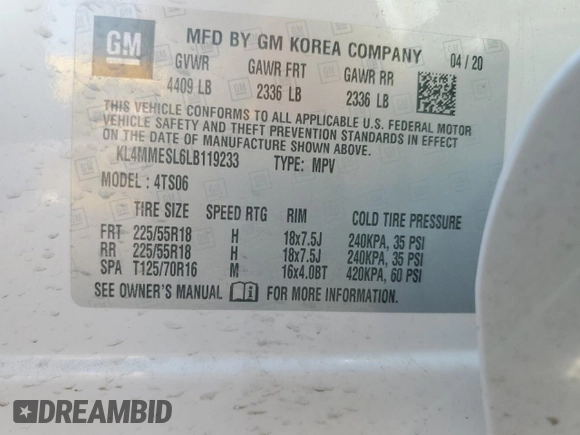 GM
MFD BY GM KOREA COMPANY 04/20
GVWR GAWR FRT GAWR RR
4409 LB 2336 LB 2336 LB
THIS VEHICLE CONFORMS TO ALL APPLICABLE U.S. FEDERAL MOTOR
VEHICLE SAFETY AND THEFT PREVENTION STANDARDS IN EFFECT ON
THE DATE OF MANUFACTURE SHOWN ABOVE.
KL4MMESL6LB119233 TYPE: MPV
MODEL: 4TS06
TIRE SIZE SPEED RTG RIM COLD TIRE PRESSURE
FRT 225/55R18 H 18x7.5J 240KPA, 35 PSI
RR 225/55R18 H 18x7.5J 240KPA, 35 PSI
SPA T125/70R16 M 16x4.0BT 420KPA, 60 PSI
SEE OWNER'S MANUAL FOR MORE INFORMATION.
DREAMBID